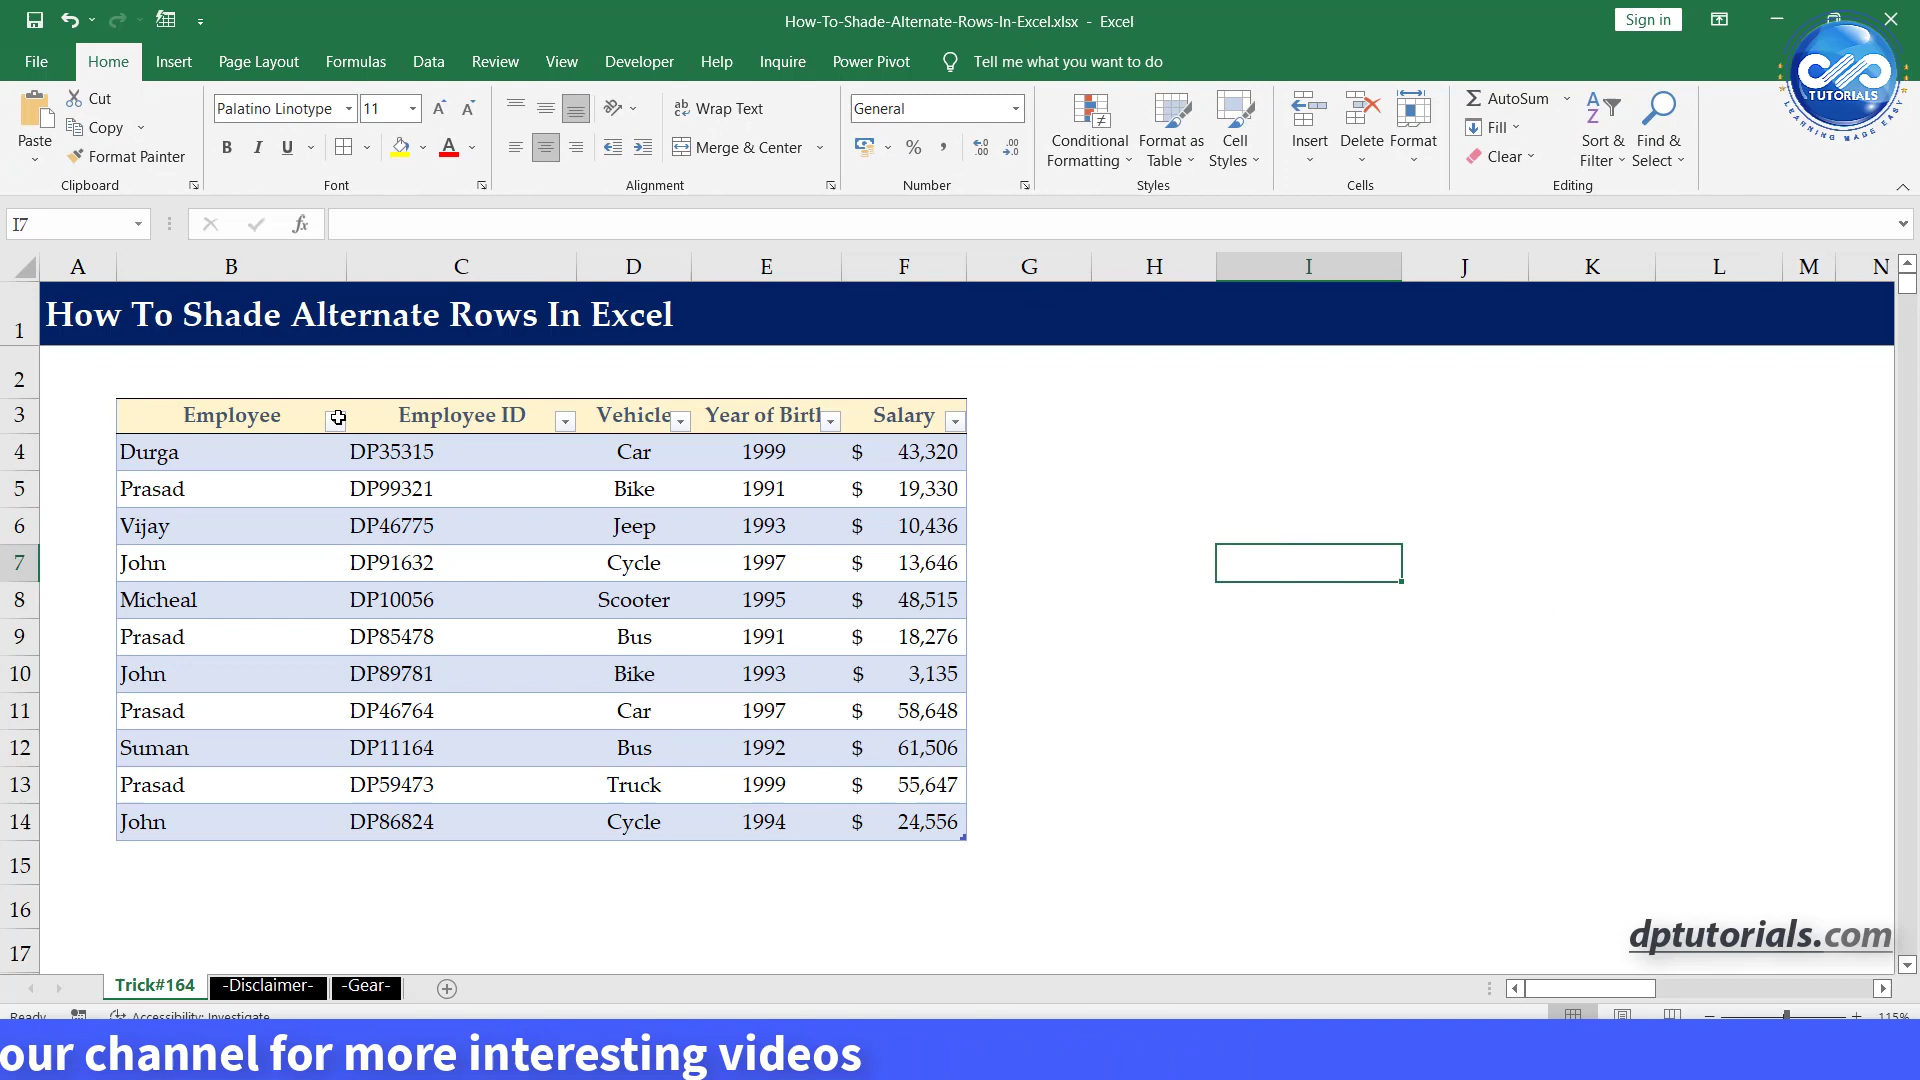 How-To-Shade-Alternate-Rows-In-Excel.xlsx - Excel
Sign in
File Home Insert Page Layout Formulas Data Review View Developer Help Inquire Power Pivot Tell me what you want to do
Paste
Cut
Copy
Format Painter
Clipboard
Palatino Linotype 11
B I U
Font
Wrap Text
Merge & Center
Alignment
General
Number
Conditional Formatting
Format as Table
Cell Styles
Styles
Insert
Delete
Format
Cells
AutoSum
Fill
Clear
Sort & Filter
Find & Select
Editing
TUTORIALS
LEARNING MADE EASY
I7
fx
A B C D E F G H I J K L M N
1 How To Shade Alternate Rows In Excel
2
3 Employee Employee ID Vehicle Year of Birth Salary
4 Durga DP35315 Car 1999 $ 43,320
5 Prasad DP99321 Bike 1991 $ 19,330
6 Vijay DP46775 Jeep 1993 $ 10,436
7 John DP91632 Cycle 1997 $ 13,646
8 Micheal DP10056 Scooter 1995 $ 48,515
9 Prasad DP85478 Bus 1991 $ 18,276
10 John DP89781 Bike 1993 $ 3,135
11 Prasad DP46764 Car 1997 $ 58,648
12 Suman DP11164 Bus 1992 $ 61,506
13 Prasad DP59473 Truck 1999 $ 55,647
14 John DP86824 Cycle 1994 $ 24,556
15
16
17
dptutorials.com
Trick#164 -Disclaimer- -Gear-
Ready Accessibility: Investigate 115%
our channel for more interesting videos